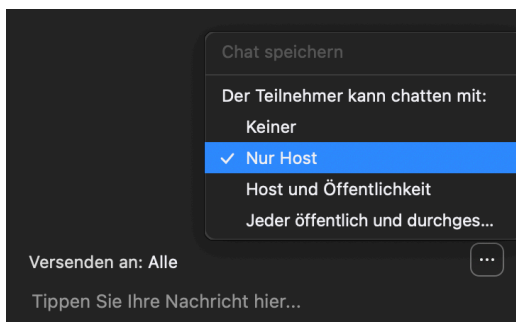 Chat speichern
Der Teilnehmer kann chatten mit:
Keiner
✓ Nur Host
Host und Öffentlichkeit
Jeder öffentlich und durchges...
Versenden an: Alle
...
Tippen Sie Ihre Nachricht hier...